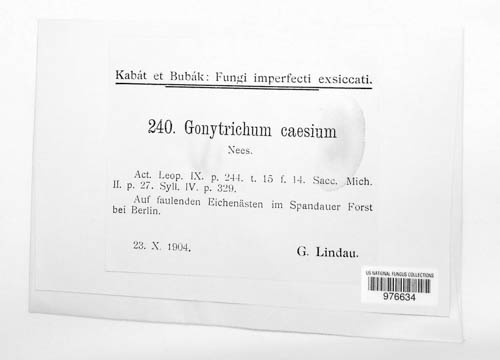 Kabát et Bubák: Fungi imperfecti exsiccati.
240. Gonytrichum caesium
Nees.
Act. Leop. IX. p. 244. t. 15 f. 14. Sacc. Mich.
II. p. 27. Syll. IV. p. 329.
Auf faulenden Eichenästen im Spandauer Forst
bei Berlin.
23. X. 1904.
G. Lindau.
US NATIONAL FUNGUS COLLECTIONS
976634